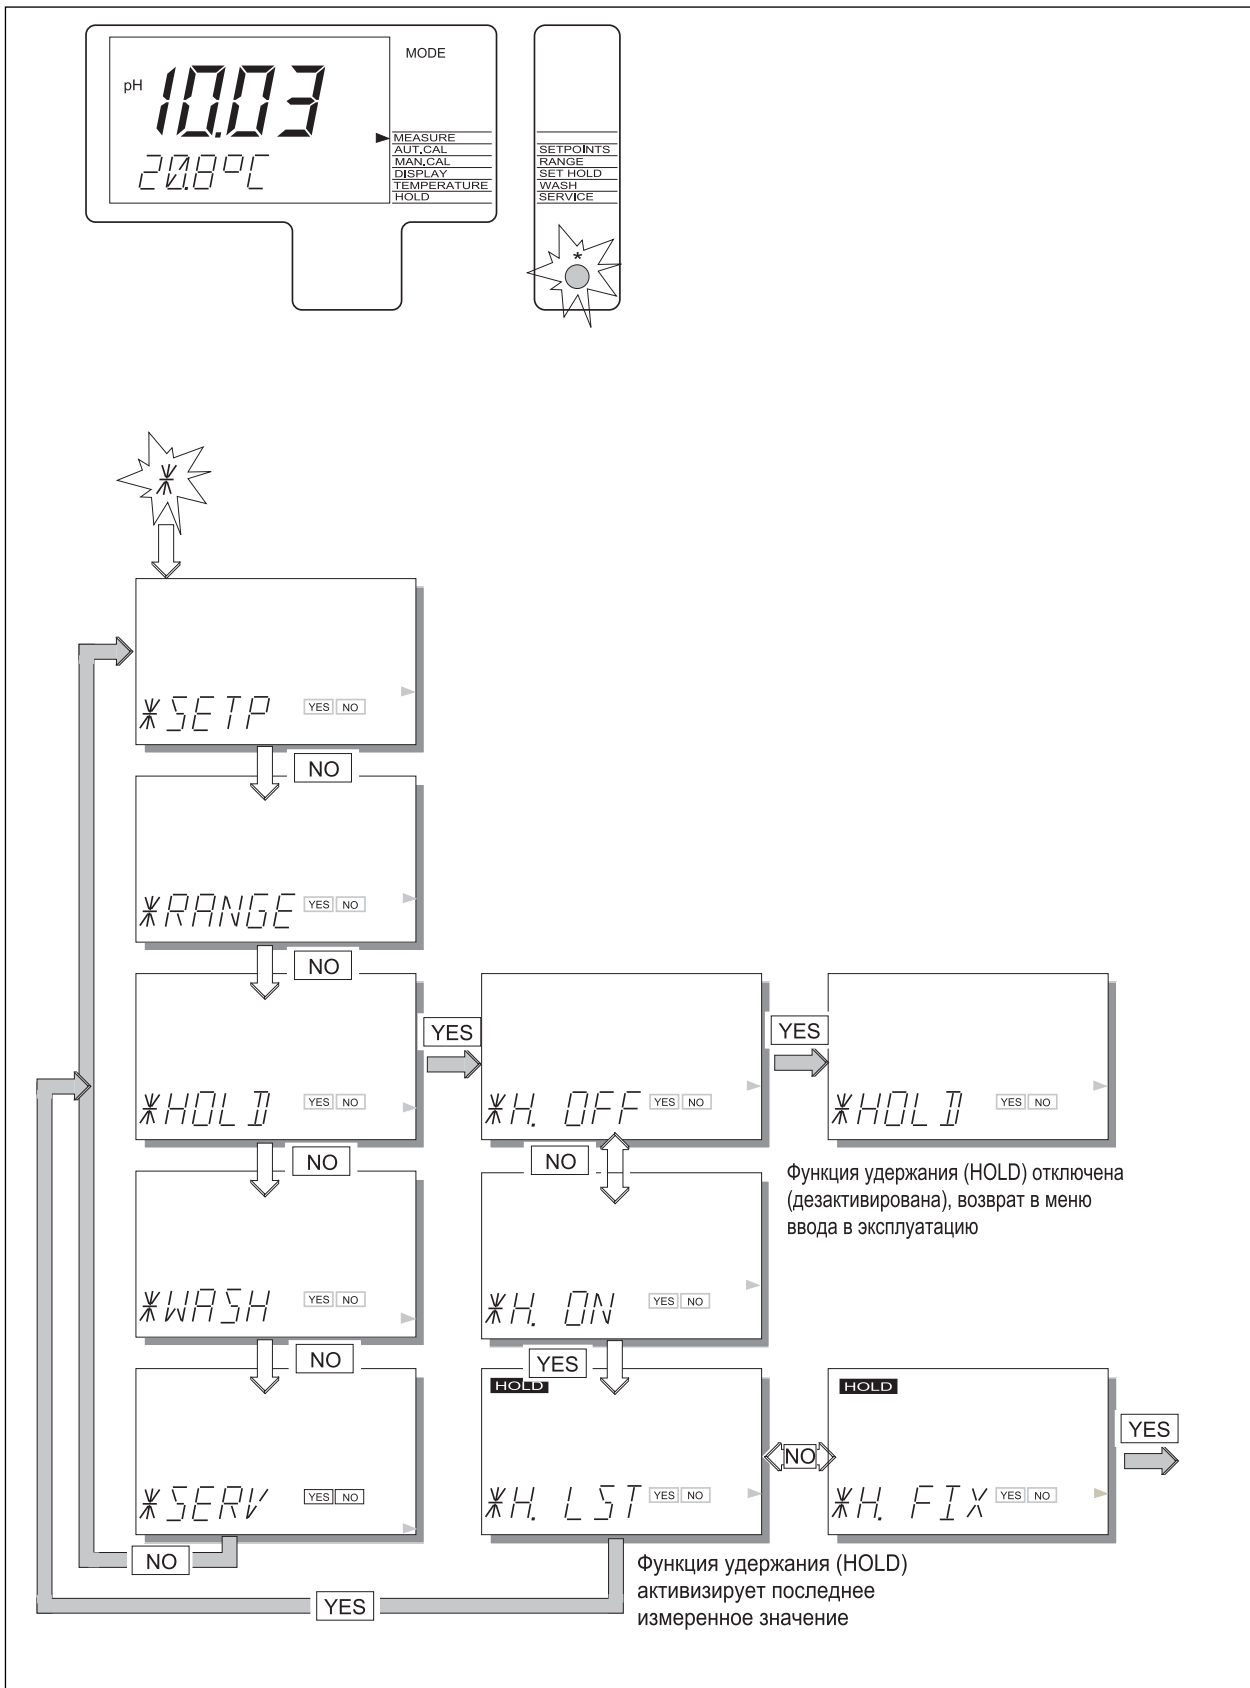 MODE
pH 10.03
20.8°C
MEASURE
AUT.CAL
MAN.CAL
DISPLAY
TEMPERATURE
HOLD
SETPOINTS
RANGE
SET HOLD
WASH
SERVICE
*
*
*SETP YES NO
NO
*RANGE YES NO
NO
*HOLD YES NO
YES
*H. OFF YES NO
YES
*HOLD YES NO
NO
NO
Функция удержания (HOLD) отключена
(дезактивирована), возврат в меню
ввода в эксплуатацию
*WASH YES NO
*H. ON YES NO
NO
YES
HOLD
HOLD
*SERV YES NO
*H. LST YES NO
NO
*H. FIX YES NO
YES
NO
YES
Функция удержания (HOLD)
активизирует последнее
измеренное значение